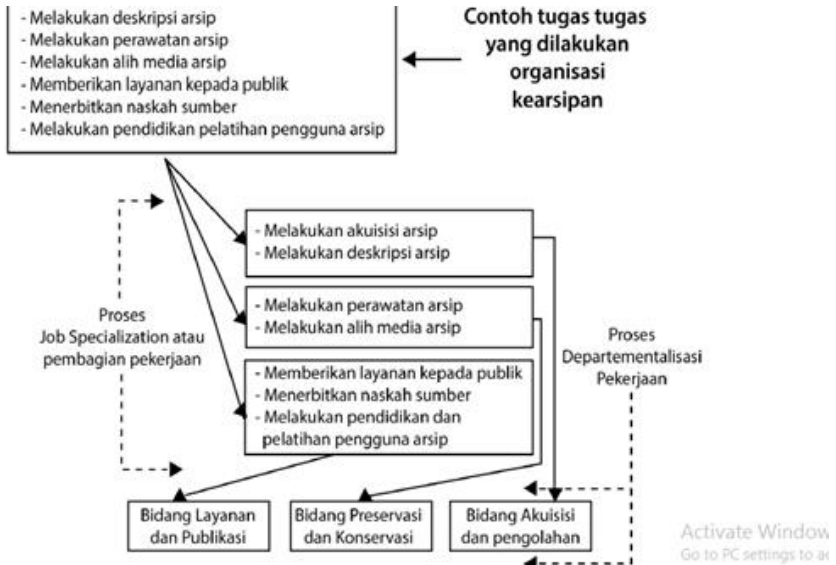 - Melakukan deskripsi arsip
- Melakukan perawatan arsip
- Melakukan alih media arsip
- Memberikan layanan kepada publik
- Menerbitkan naskah sumber
- Melakukan pendidikan pelatihan pengguna arsip
Contoh tugas tugas
yang dilakukan
organisasi
kearsipan
- Melakukan akuisisi arsip
- Melakukan deskripsi arsip
- Melakukan perawatan arsip
- Melakukan alih media arsip
- Memberikan layanan kepada publik
- Menerbitkan naskah sumber
- Melakukan pendidikan dan
pelatihan pengguna arsip
Proses
Job Specialization atau
pembagian pekerjaan
Proses
Departementalisasi
Pekerjaan
Bidang Layanan
dan Publikasi
Bidang Preservasi
dan Konservasi
Bidang Akuisisi
dan pengolahan
Activate Window
Go to PC settings to ac